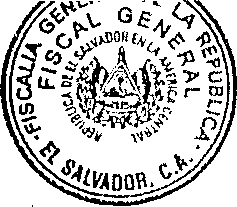 FISCALIA GENERAL DE LA REPUBLICA
FISCAL GENERAL
REPUBLICA DE EL SALVADOR EN LA AMERICA CENTRAL
EL SALVADOR, C.A.